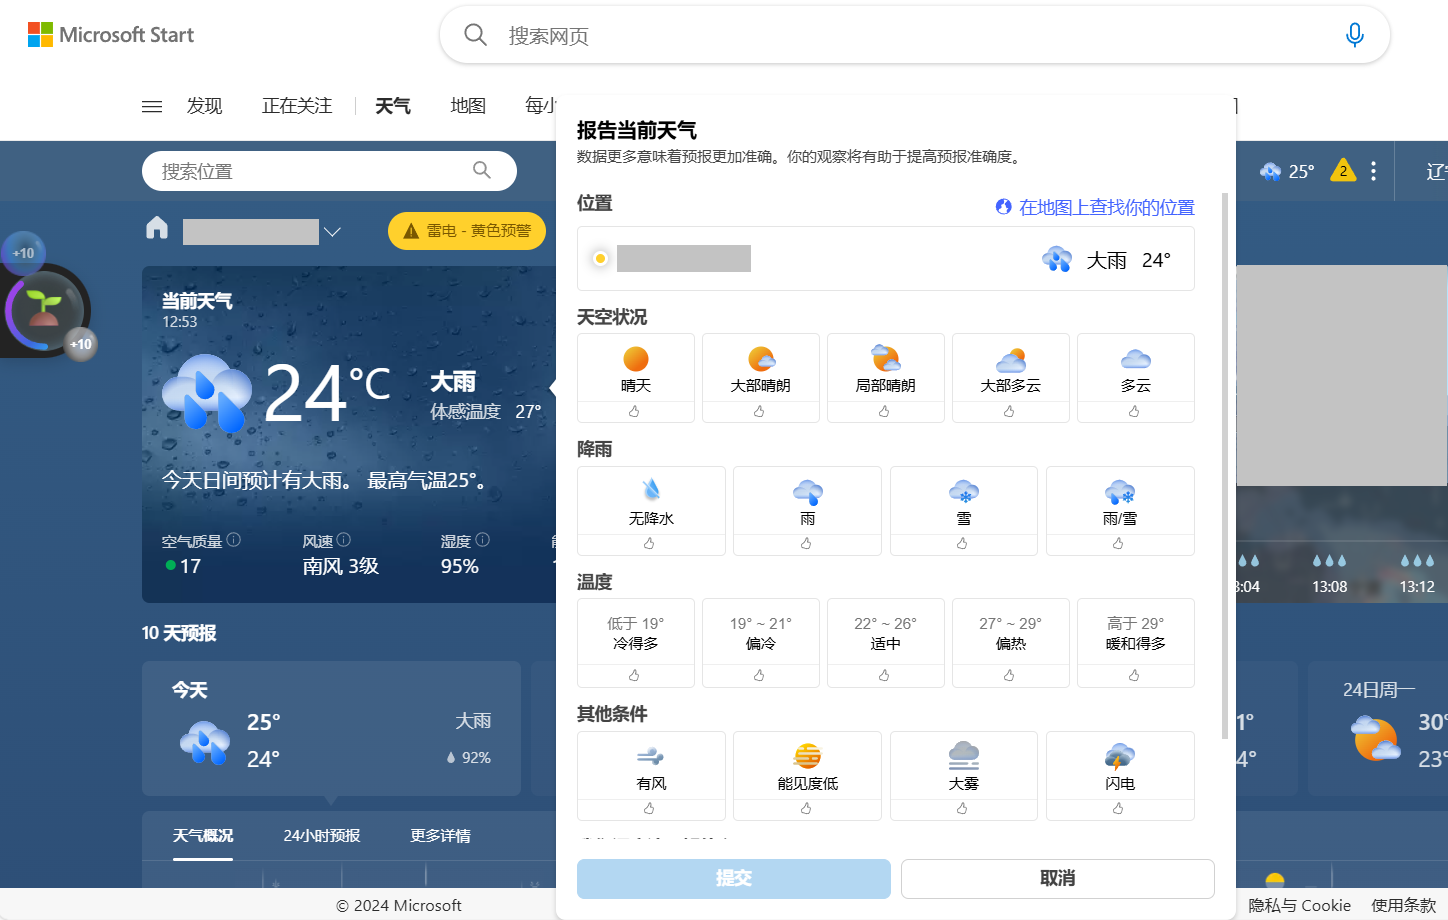 Microsoft Start
搜索网页
发现
正在关注
天气
地图
搜索位置
25°
2
雷电 - 黄色预警
+10
+10
当前天气
12:53
24°C
大雨
体感温度 27°
今天日间预计有大雨。 最高气温25°。
空气质量
17
风速
南风 3级
湿度
95%
10 天预报
今天
25°
24°
大雨
92%
天气概况
24小时预报
更多详情
报告当前天气
数据更多意味着预报更加准确。你的观察将有助于提高预报准确度。
位置
在地图上查找你的位置
大雨 24°
天空状况
晴天
大部晴朗
局部晴朗
大部多云
多云
降雨
无降水
雨
雪
雨/雪
温度
低于 19°
冷得多
19° ~ 21°
偏冷
22° ~ 26°
适中
27° ~ 29°
偏热
高于 29°
暖和得多
其他条件
有风
能见度低
大雾
闪电
提交
取消
13:08
13:12
24日周一
30°
23°
© 2024 Microsoft
隐私与 Cookie
使用条款